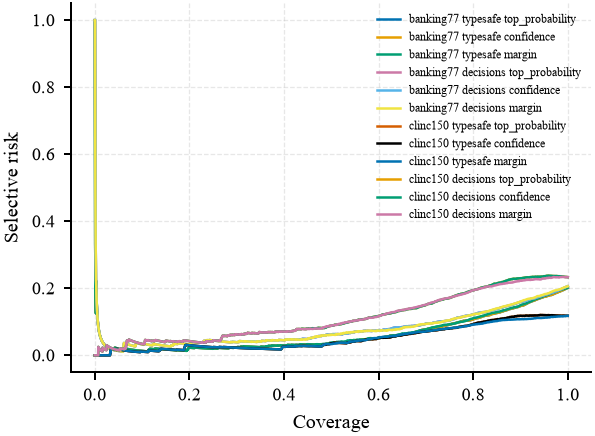 banking77 typesafe top_probability
banking77 typesafe confidence
banking77 typesafe margin
banking77 decisions top_probability
banking77 decisions confidence
banking77 decisions margin
clinc150 typesafe top_probability
clinc150 typesafe confidence
clinc150 typesafe margin
clinc150 decisions top_probability
clinc150 decisions confidence
clinc150 decisions margin
1.0
0.8
0.6
0.4
0.2
0.0
Selective risk
0.0 0.2 0.4 0.6 0.8 1.0
Coverage